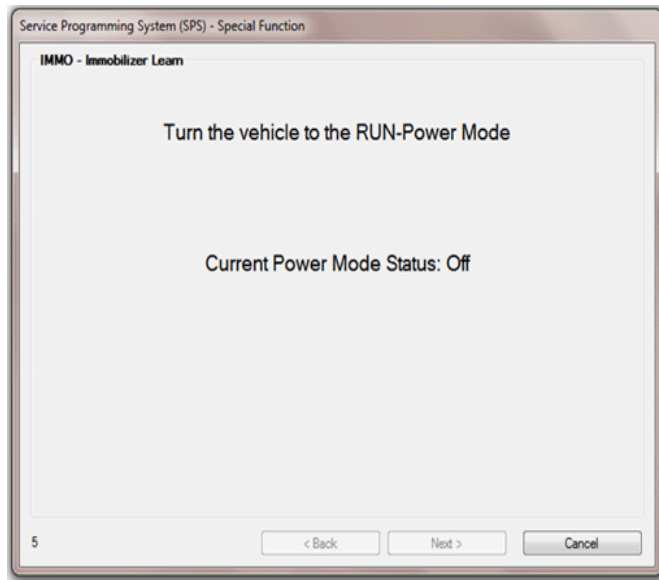 Service Programming System (SPS) - Special Function
IMMO - Immobilizer Learn
Turn the vehicle to the RUN-Power Mode
Current Power Mode Status: Off
5
< Back
Next >
Cancel